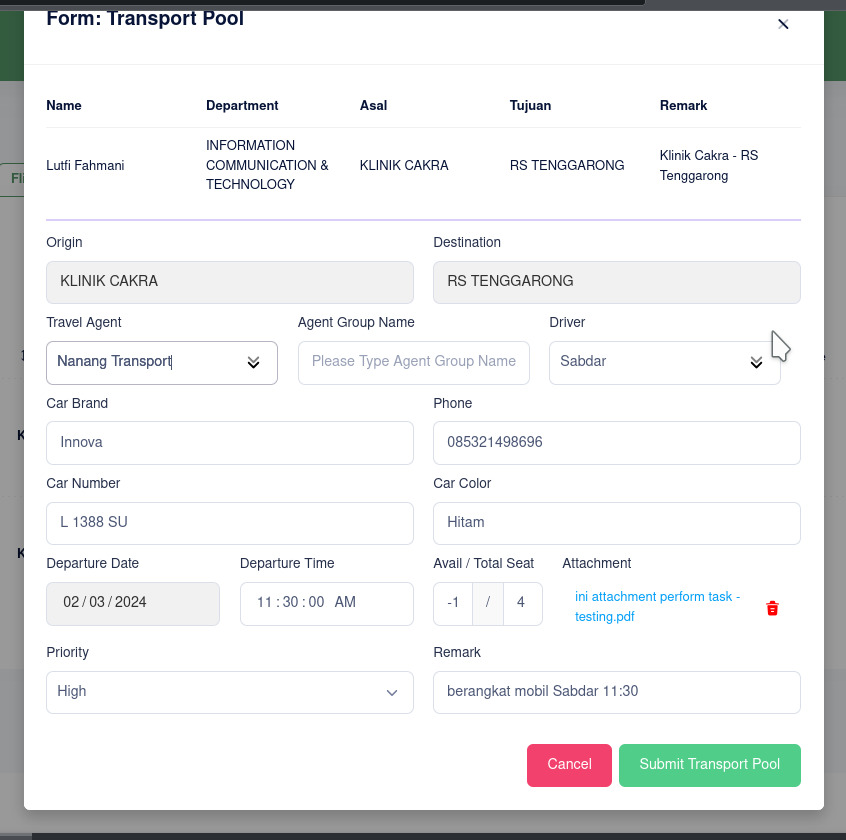 Form: Transport Pool
Name Department Asal Tujuan Remark
Lutfi Fahmani
INFORMATION
COMMUNICATION &
TECHNOLOGY
KLINIK CAKRA
RS TENGGARONG
Klinik Cakra - RS
Tenggarong
Origin Destination
KLINIK CAKRA RS TENGGARONG
Travel Agent Agent Group Name Driver
Nanang Transport Please Type Agent Group Name Sabdar
Car Brand Phone
Innova 085321498696
Car Number Car Color
L 1388 SU Hitam
Departure Date Departure Time Avail / Total Seat Attachment
02 / 03 / 2024 11 : 30 : 00 AM -1 / 4
ini attachment perform task -
testing.pdf
Priority Remark
High berangkat mobil Sabdar 11:30
Cancel Submit Transport Pool